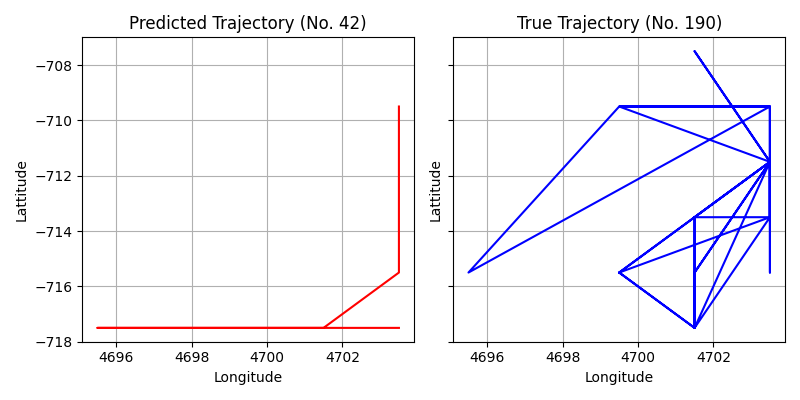 Predicted Trajectory (No. 42)
True Trajectory (No. 190)
Lattitude
−708
−710
−712
−714
−716
−718
4696
4698
4700
4702
Longitude
Lattitude
4696
4698
4700
4702
Longitude